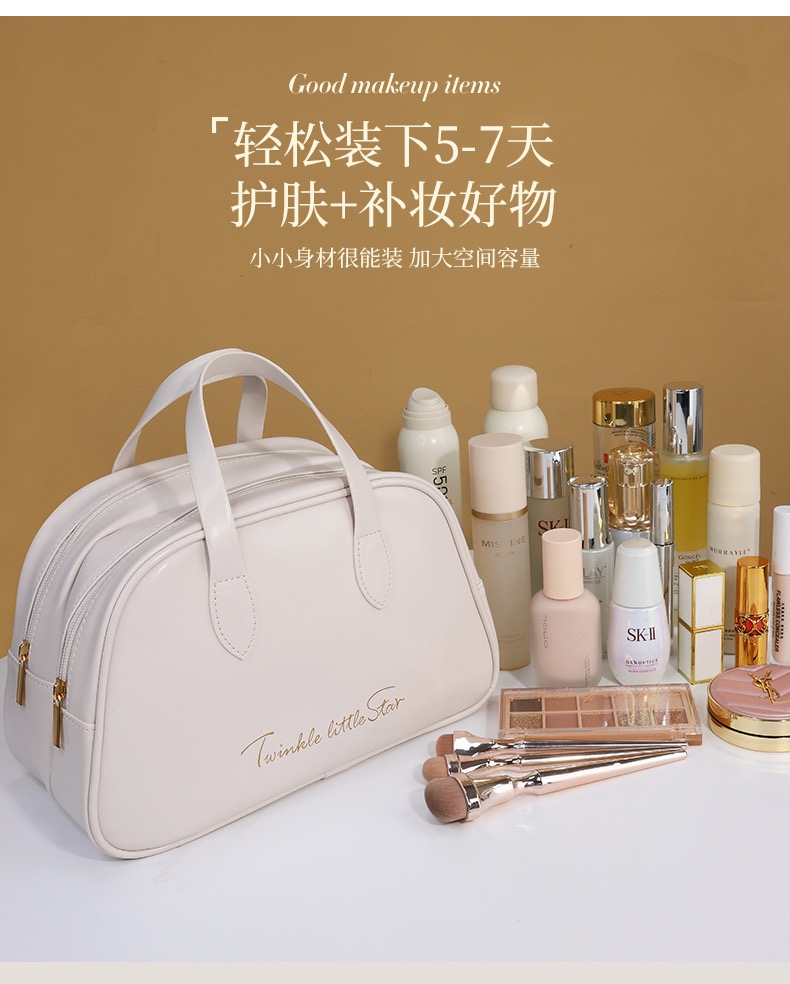 Good makeup items
「轻松装下5-7天
护肤+补妆好物
小小身材很能装 加大空间容量
SPF
SK-II
MISTINE
SK-II
Twinkle little Star